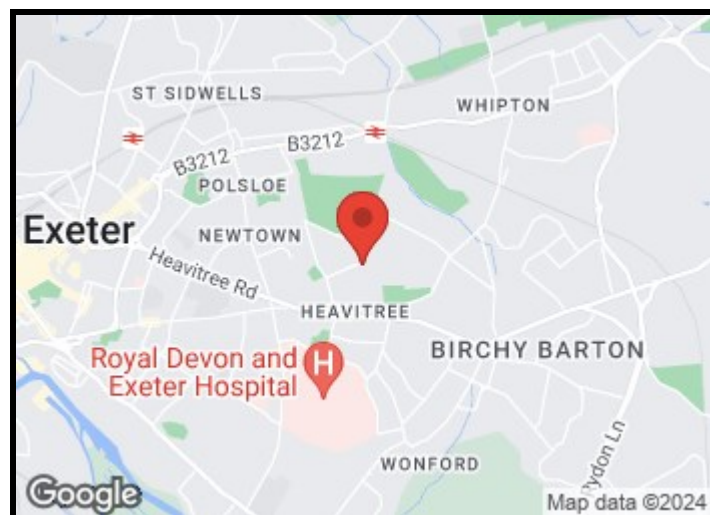 ST SIDWELLS
WHIPTON
B3212
B3212
POLSLOE
Exeter
NEWTOWN
Heavitree Rd
HEAVITREE
Royal Devon and
Exeter Hospital
H
BIRCHY BARTON
WONFORD
Rydon Ln
Google
Map data ©2024